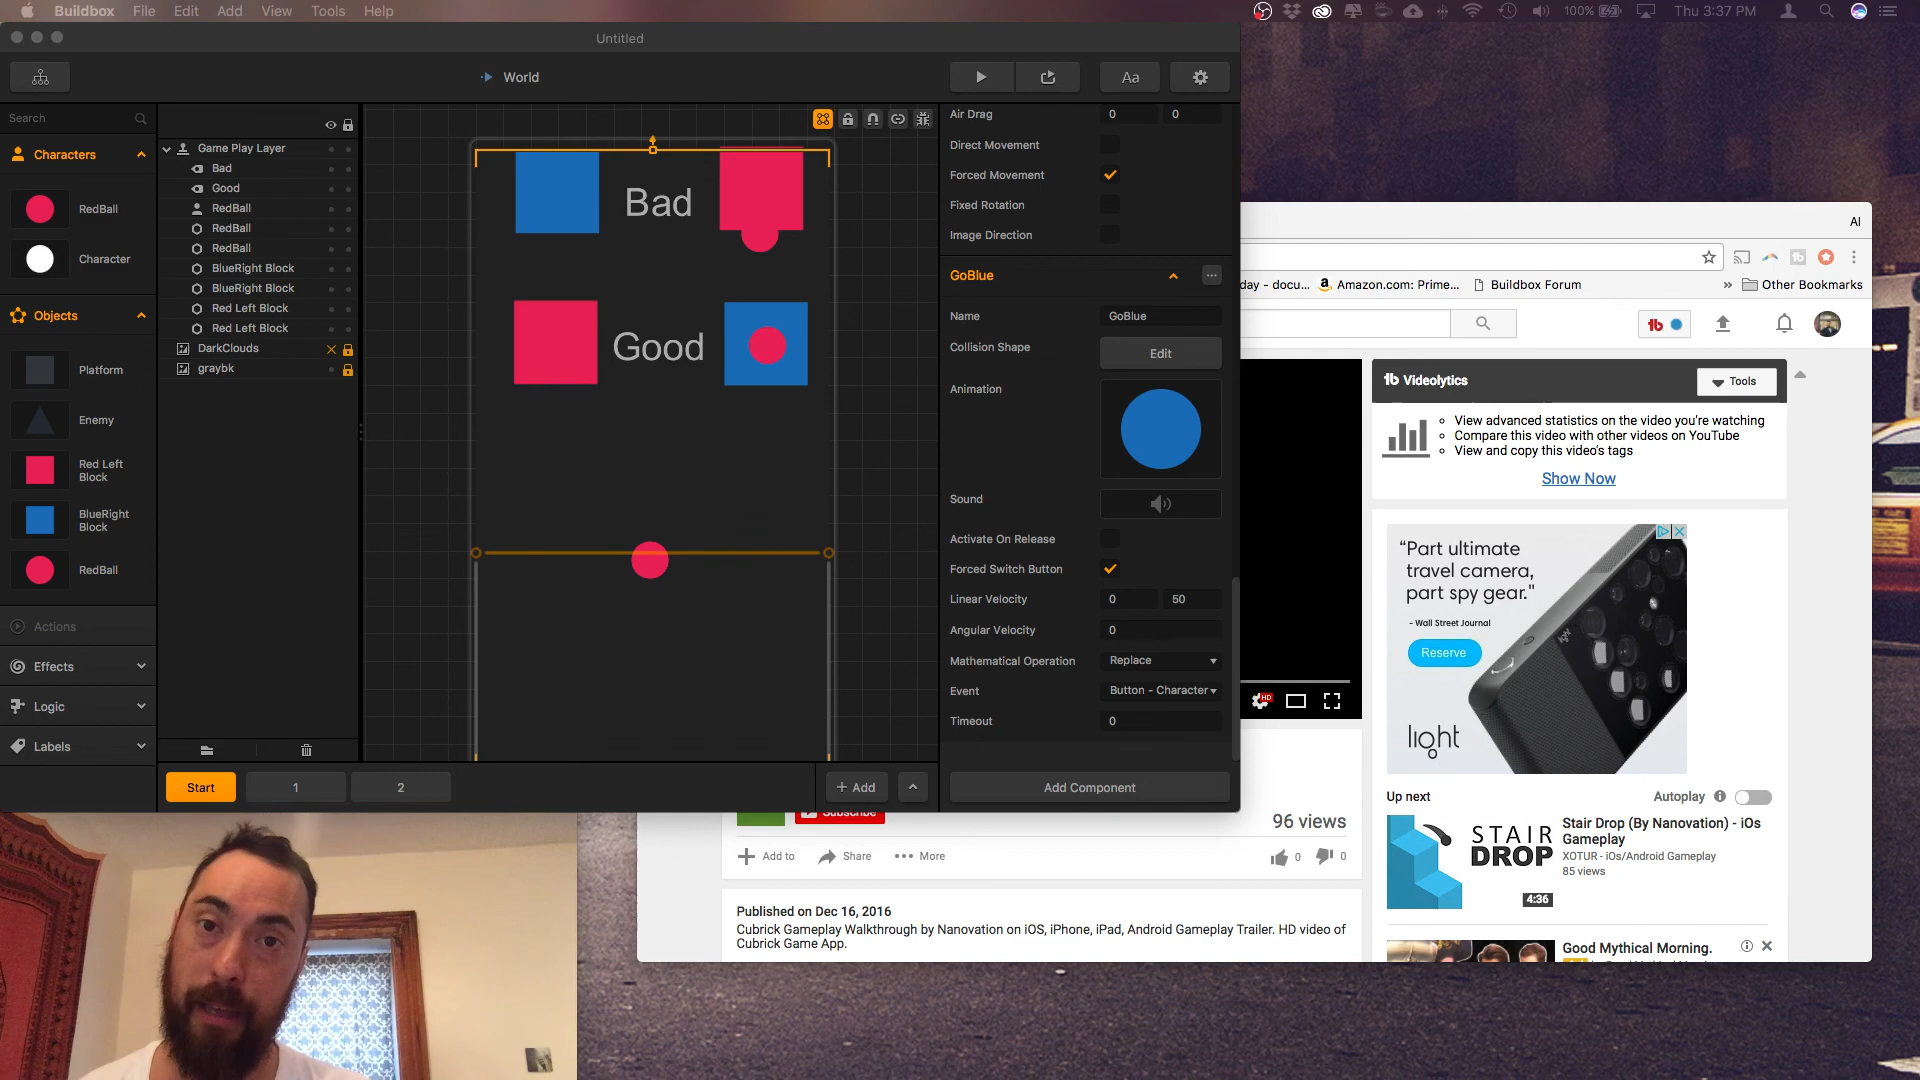 Buildbox File Edit Add View Tools Help
100%
Thu 3:37 PM
Untitled
World
Aa
Search
Characters
RedBall
Character
Objects
Platform
Enemy
Red Left
Block
BlueRight
Block
RedBall
Actions
Effects
Logic
Labels
Game Play Layer
Bad
Good
RedBall
RedBall
RedBall
BlueRight Block
BlueRight Block
Red Left Block
Red Left Block
DarkClouds
graybk
Bad
Good
Start
1
2
+ Add
Air Drag 0 0
Direct Movement
Forced Movement
Fixed Rotation
Image Direction
GoBlue
Name GoBlue
Collision Shape Edit
Animation
Sound
Activate On Release
Forced Switch Button
Linear Velocity 0 50
Angular Velocity 0
Mathematical Operation Replace
Event Button - Character
Timeout 0
Add Component
Al
day - docu...
Amazon.com: Prime...
Buildbox Forum
»
Other Bookmarks
tb
tb Videolytics
Tools
View advanced statistics on the video you're watching
Compare this video with other videos on YouTube
View and copy this video's tags
Show Now
"Part ultimate
travel camera,
part spy gear."
- Wall Street Journal
Reserve
light
HD
Subscribe
96 views
Add to
Share
More
0
0
Published on Dec 16, 2016
Cubrick Gameplay Walkthrough by Nanovation on iOS, iPhone, iPad, Android Gameplay Trailer. HD video of
Cubrick Game App.
Up next
Autoplay
STAIR
DROP
4:36
Stair Drop (By Nanovation) - iOs
Gameplay
XOTUR - iOs/Android Gameplay
85 views
Good Mythical Morning.